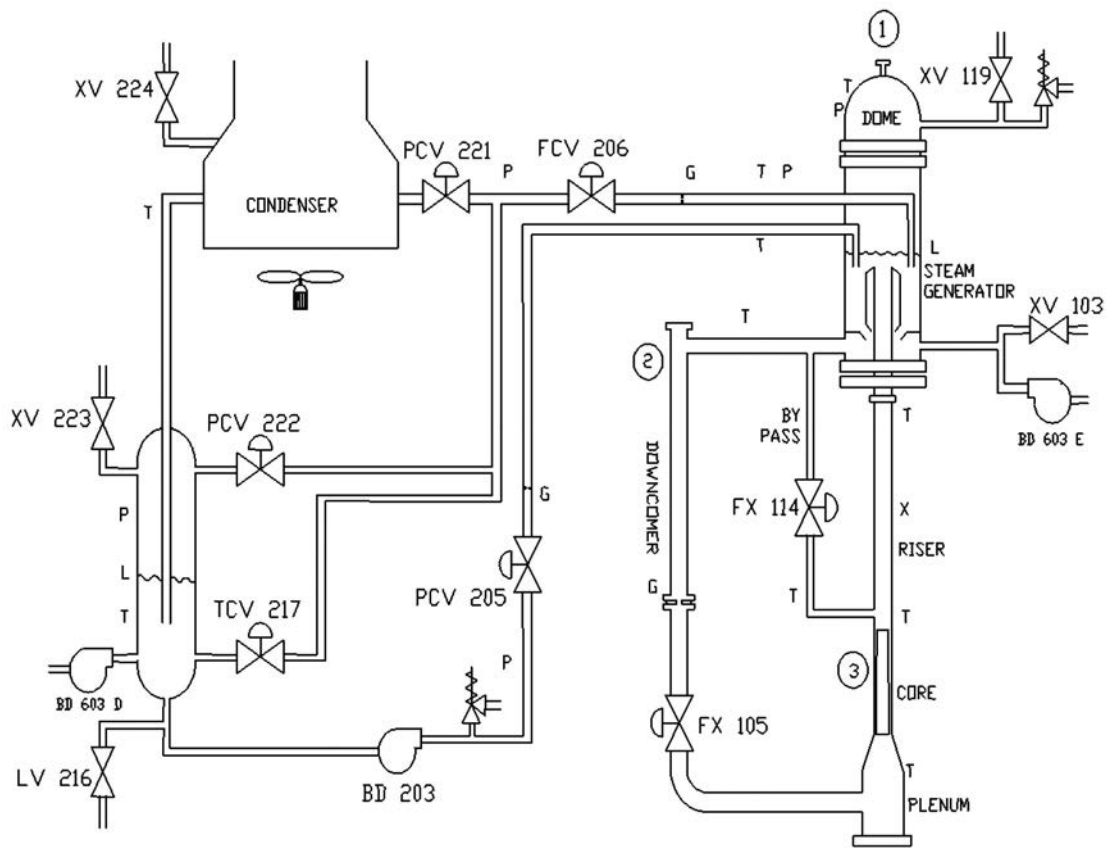 1
XV 224
XV 119
T
P
DOME
PCV 221
FCV 206
P
G
T P
T
CONDENSER
T
L
STEAM
GENERATOR
XV 103
T
2
XV 223
PCV 222
BY
PASS
T
BD 603 E
DOWNCOMER
G
P
FX 114
X
RISER
L
PCV 205
T
TCV 217
G
T
T
P
3
CORE
BD 603 D
FX 105
LV 216
BD 203
T
PLENUM